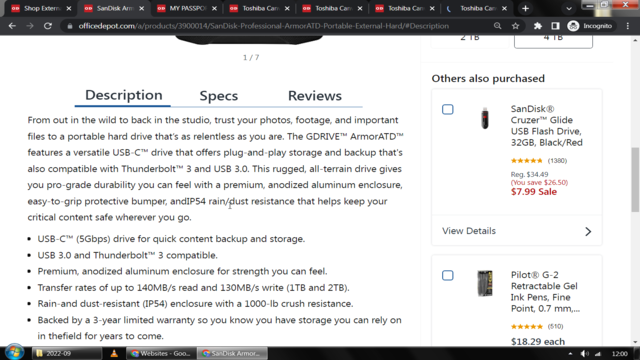 Shop Extern
SanDisk Arm
MY PASSPO
Toshiba Can
Toshiba Can
Toshiba Can
Toshiba Can
officedepot.com/a/products/3900014/SanDisk-Professional-ArmorATD-Portable-External-Hard/#Description
Incognito
2 TB
4 TB
1 / 7
Description
Specs
Reviews
From out in the wild to back in the studio, trust your photos, footage, and important
files to a portable hard drive that's as relentless as you are. The GDRIVE™ ArmorATD™
features a versatile USB-C™ drive that offers plug-and-play storage and backup that's
also compatible with Thunderbolt™ 3 and USB 3.0. This rugged, all-terrain drive gives
you pro-grade durability you can feel with a premium, anodized aluminum enclosure,
easy-to-grip protective bumper, andIP54 rain/dust resistance that helps keep your
critical content safe wherever you go.
• USB-C™ (5Gbps) drive for quick content backup and storage.
• USB 3.0 and Thunderbolt™ 3 compatible.
• Premium, anodized aluminum enclosure for strength you can feel.
• Transfer rates of up to 140MB/s read and 130MB/s write (1TB and 2TB).
• Rain-and dust-resistant (IP54) enclosure with a 1000-lb crush resistance.
• Backed by a 3-year limited warranty so you know you have storage you can rely on
in thefield for years to come.
Others also purchased
SanDisk®
Cruzer™ Glide
USB Flash Drive,
32GB, Black/Red
(1380)
Reg. $34.49
(You save $26.50)
$7.99 Sale
View Details
Pilot® G-2
Retractable Gel
Ink Pens, Fine
Point, 0.7 mm,...
(510)
$18.29 each
2022-09
Websites - Goo...
SanDisk Armor...
12:00